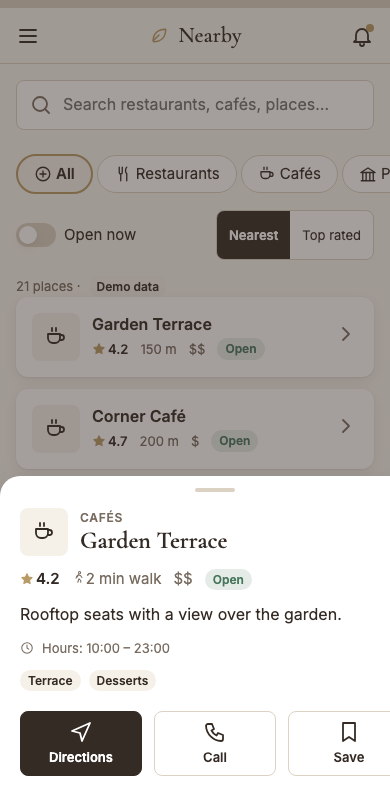 Nearby
Search restaurants, cafés, places...
All Restaurants Cafés P
Open now Nearest Top rated
21 places · Demo data
Garden Terrace
4.2 150 m $$ Open
Corner Café
4.7 200 m $ Open
CAFÉS
Garden Terrace
4.2 2 min walk $$ Open
Rooftop seats with a view over the garden.
Hours: 10:00 – 23:00
Terrace Desserts
Directions Call Save